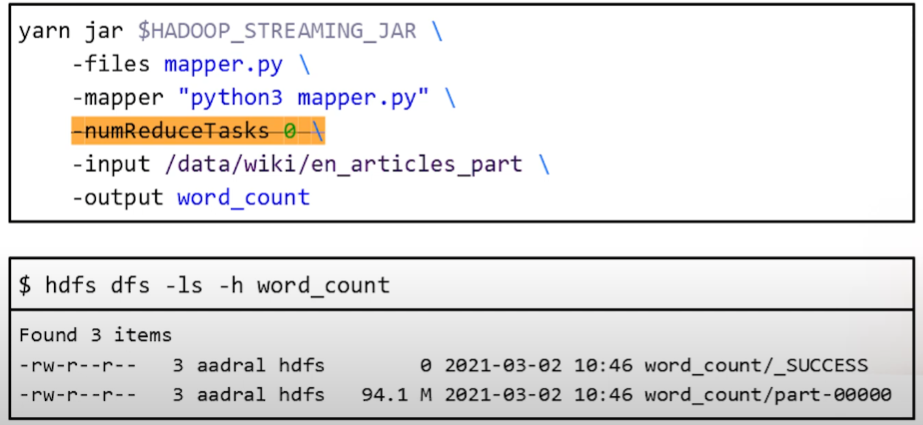 yarn jar $HADOOP_STREAMING_JAR \
-files mapper.py \
-mapper "python3 mapper.py" \
-numReduceTasks 0 \
-input /data/wiki/en_articles_part \
-output word_count
$ hdfs dfs -ls -h word_count
Found 3 items
-rw-r--r-- 3 aadral hdfs 0 2021-03-02 10:46 word_count/_SUCCESS
-rw-r--r-- 3 aadral hdfs 94.1 M 2021-03-02 10:46 word_count/part-00000